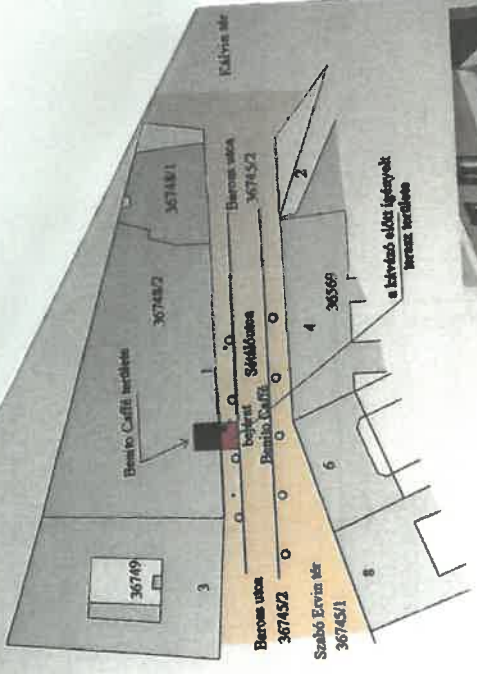 Kálvin tér
36748/1
36748/2
Baross utca
36745/2
Benito Caffé területe
1
Sétálóutca
bejárat
Benito Caffé
2
4
36569
a kávézó előtt igényelt
terasz területe
36749
3
Baross utca
36745/2
Szabó Ervin tér
36745/1
6
8